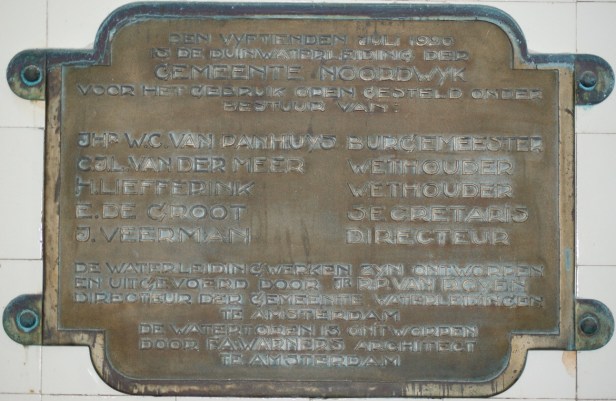 DEN VYFTIENDEN JULI 1920
IS DE DUINWATERLEIDING DER
GEMEENTE NOORDWYK
VOOR HET GEBRUIK OPEN GESTELD ONDER
BESTUUR VAN:
JHR W.C. VAN PANHUYS BURGEMEESTER
C.J.L. VAN DER MEER WETHOUDER
H. LIEFFERINK WETHOUDER
E. DE GROOT SECRETARIS
J. VEERMAN DIRECTEUR
DE WATERLEIDINGWERKEN ZYN ONTWORPEN
EN UITGEVOERD DOOR R.P. VAN ROYEN
DIRECTEUR DER GEMEENTE WATERLEIDINGEN
TE AMSTERDAM
DE WATERTOREN IS ONTWORPEN
DOOR F.A. WARNERS ARCHITECT
TE AMSTERDAM